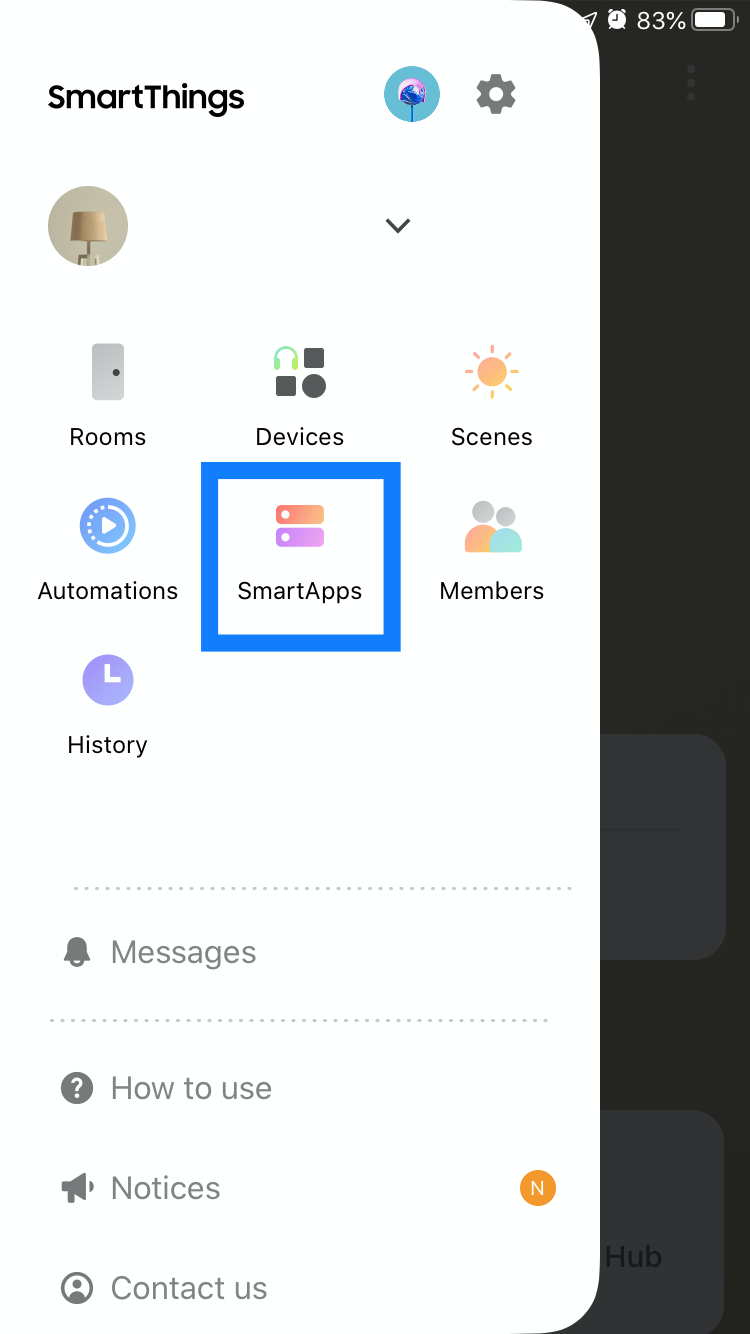 83%
SmartThings
Rooms
Devices
Scenes
Automations
SmartApps
Members
History
Messages
How to use
Notices
N
Hub
Contact us